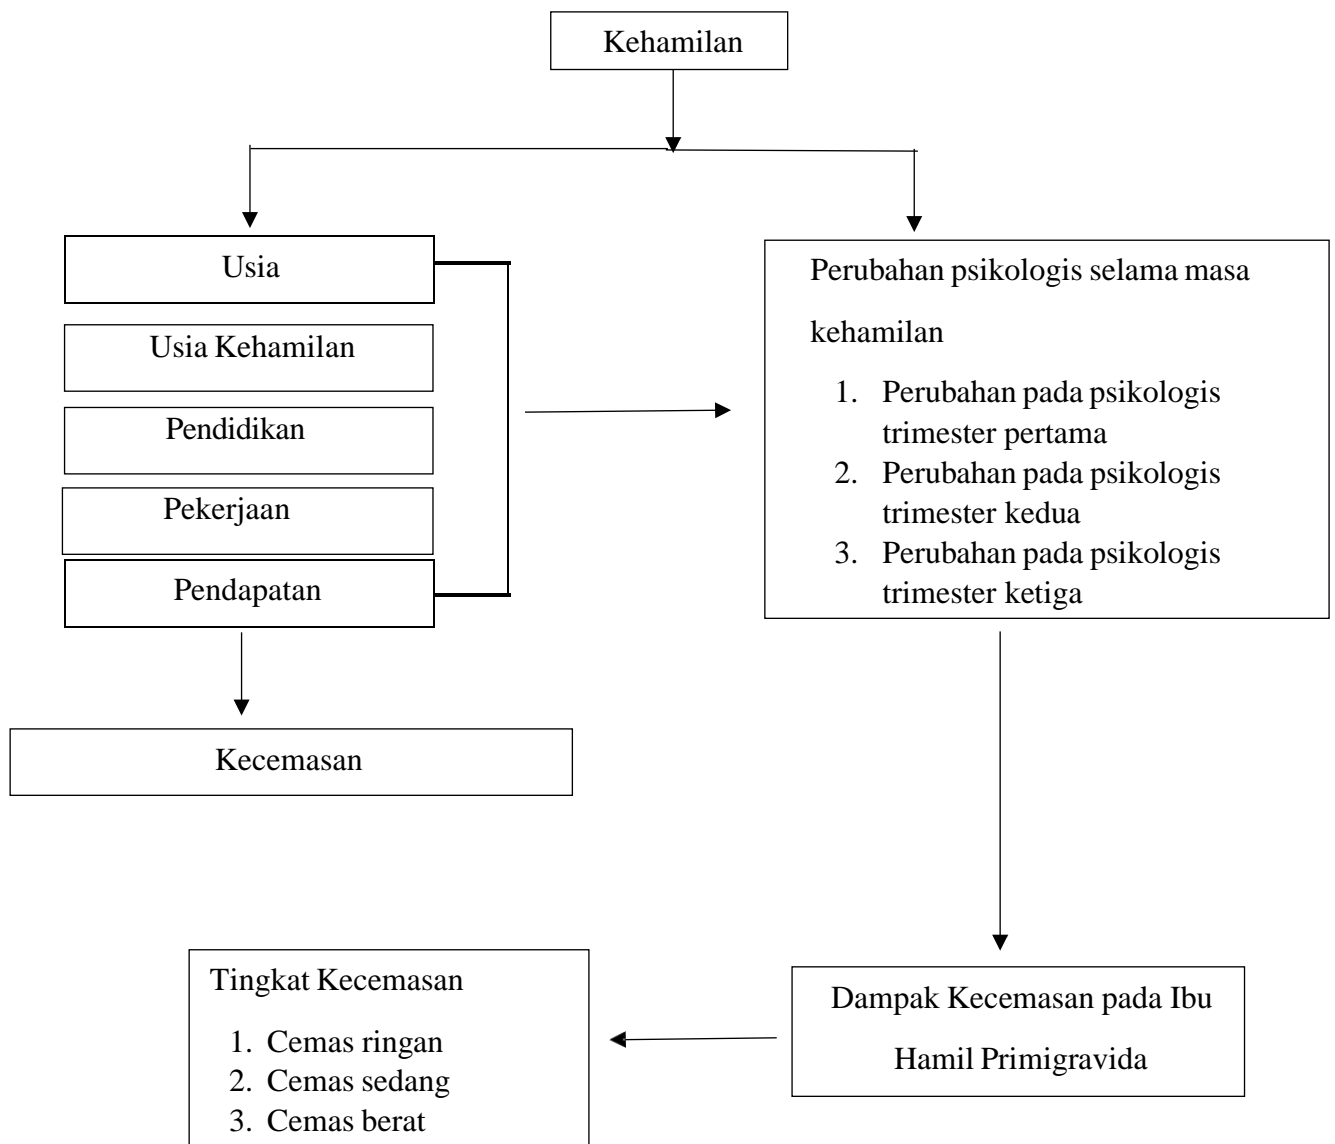 Kehamilan
Usia
Usia Kehamilan
Pendidikan
Pekerjaan
Pendapatan
Kecemasan
Perubahan psikologis selama masa
kehamilan
1. Perubahan pada psikologis
trimester pertama
2. Perubahan pada psikologis
trimester kedua
3. Perubahan pada psikologis
trimester ketiga
Dampak Kecemasan pada Ibu
Hamil Primigravida
Tingkat Kecemasan
1. Cemas ringan
2. Cemas sedang
3. Cemas berat